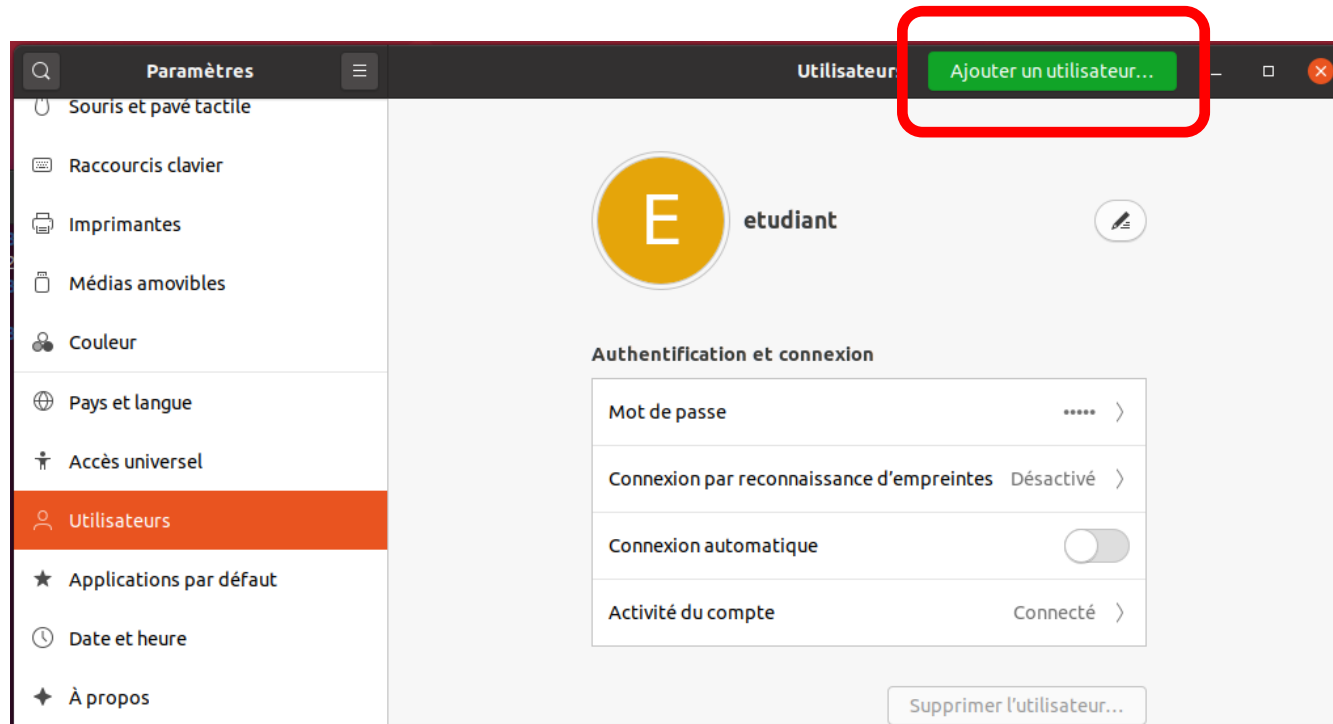 Paramètres
Utilisateur
Ajouter un utilisateur...
Souris et pavé tactile
Raccourcis clavier
Imprimantes
Médias amovibles
Couleur
Pays et langue
Accès universel
Utilisateurs
Applications par défaut
Date et heure
À propos
E
etudiant
Authentification et connexion
Mot de passe •••••
Connexion par reconnaissance d'empreintes Désactivé
Connexion automatique
Activité du compte Connecté
Supprimer l'utilisateur...